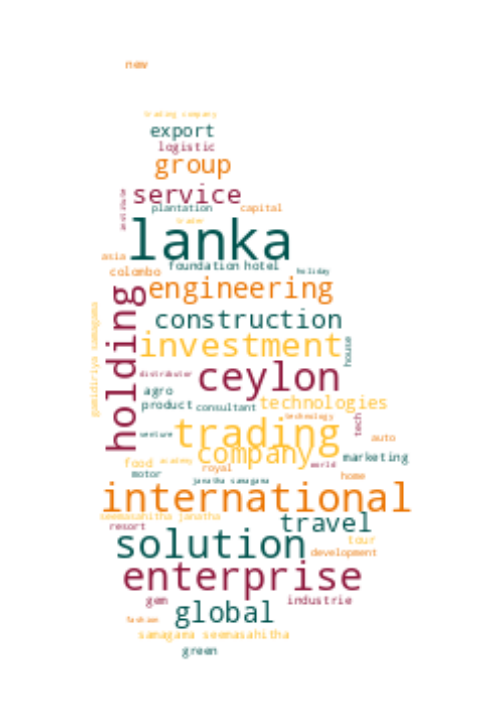 new
trading company
export
logistic
group
institute
service
plantation capital
trader
lanka
asia
foundation hotel
colombo
holiday
holding
engineering
gamidiriya samagama
construction
investment
house
ceylon
distributor
agro
product consultant technologies
technology
tech
trading
venture
auto
company
marketing
food academy
royal
world
motor
home
janatha samagana
international
seemasahitha janatha
resort
travel
solution
tour
development
enterprise
gem
industrie
global
fashion
samagama seemasahitha
green